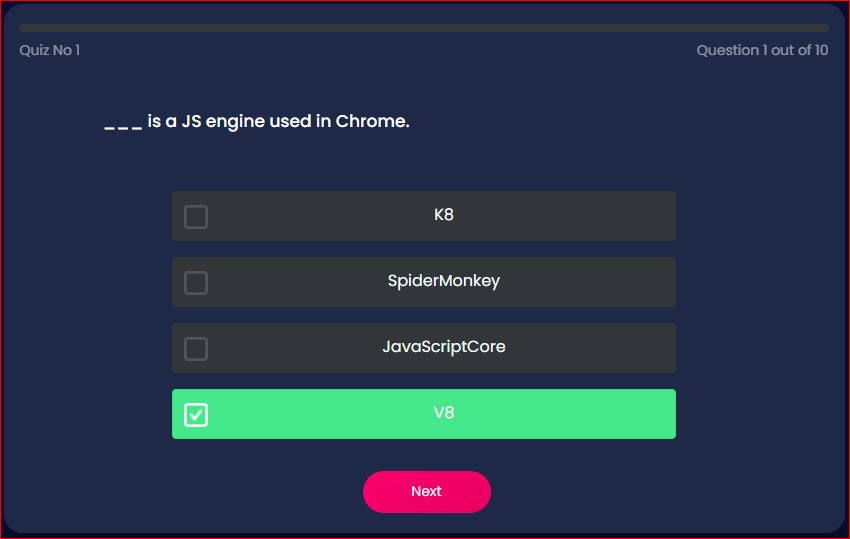 Quiz No 1
Question 1 out of 10
_ _ _ is a JS engine used in Chrome.
K8
SpiderMonkey
JavaScriptCore
V8
Next